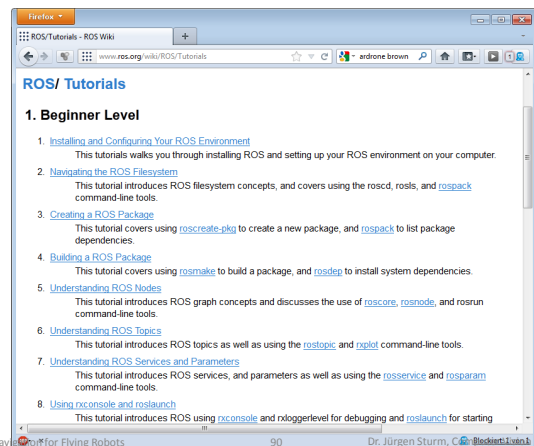 Firefox
ROS/Tutorials - ROS Wiki
www.ros.org/wiki/ROS/Tutorials
ardrone brown
ROS/ Tutorials
1. Beginner Level
1. Installing and Configuring Your ROS Environment
This tutorials walks you through installing ROS and setting up your ROS environment on your computer.
2. Navigating the ROS Filesystem
This tutorial introduces ROS filesystem concepts, and covers using the roscd, rosls, and rospack
command-line tools.
3. Creating a ROS Package
This tutorial covers using roscreate-pkg to create a new package, and rospack to list package
dependencies.
4. Building a ROS Package
This tutorial covers using rosmake to build a package, and rosdep to install system dependencies.
5. Understanding ROS Nodes
This tutorial introduces ROS graph concepts and discusses the use of roscore, rosnode, and rosrun
command-line tools.
6. Understanding ROS Topics
This tutorial introduces ROS topics as well as using the rostopic and rxplot command-line tools.
7. Understanding ROS Services and Parameters
This tutorial introduces ROS services, and parameters as well as using the rosservice and rosparam
command-line tools.
8. Using rxconsole and roslaunch
This tutorial introduces ROS using rxconsole and rxloggerlevel for debugging and roslaunch for starting
for Flying Robots 90 Dr. Jürgen Sturm,
Blockiert: 1 von 1